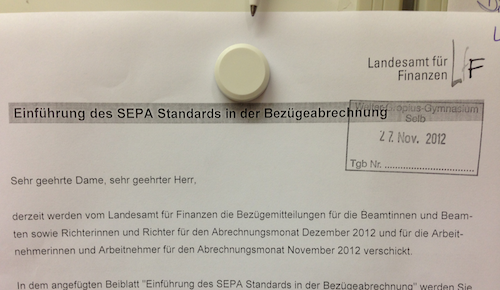 Landesamt für
Finanzen
Einführung des SEPA Standards in der Bezügeabrechnung
Gymnasium
Selb
27. Nov. 2012
Tgb Nr.
Sehr geehrte Dame, sehr geehrter Herr,
derzeit werden vom Landesamt für Finanzen die Bezügemitteilungen für die Beamtinnen und Beam-
ten sowie Richterinnen und Richter für den Abrechnungsmonat Dezember 2012 und für die Arbeit-
nehmerinnen und Arbeitnehmer für den Abrechnungsmonat November 2012 verschickt.
In dem angefügten Beiblatt "Einführung des SEPA Standards in der Bezügeabrechnung" werden Sie